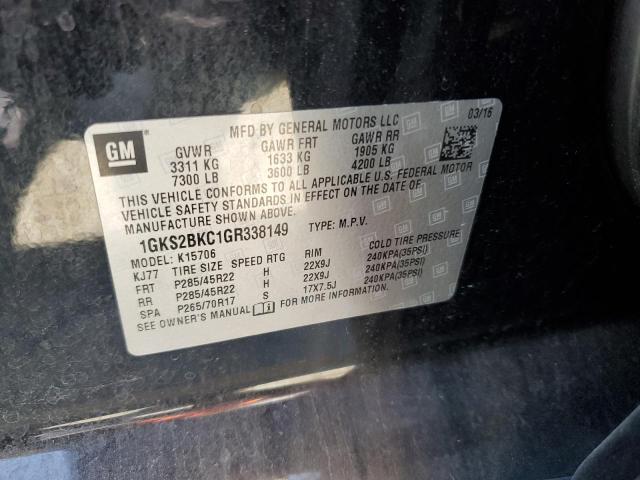 MFD BY GENERAL MOTORS LLC 03/16
GM
GVWR GAWR FRT GAWR RR
3311 KG 1633 KG 1905 KG
7300 LB 3600 LB 4200 LB
THIS VEHICLE CONFORMS TO ALL APPLICABLE U.S. FEDERAL MOTOR
VEHICLE SAFETY STANDARDS IN EFFECT ON THE DATE OF
MANUFACTURE SHOWN ABOVE.
1GKS2BKC1GR338149 TYPE: M.P.V.
MODEL: K15706
KJ77 TIRE SIZE SPEED RTG RIM COLD TIRE PRESSURE
FRT P285/45R22 H 22X9J 240KPA(35PSI)
RR P285/45R22 H 22X9J 240KPA(35PSI)
SPA P265/70R17 S 17X7.5J 240KPA(35PSI)
SEE OWNER'S MANUAL FOR MORE INFORMATION.